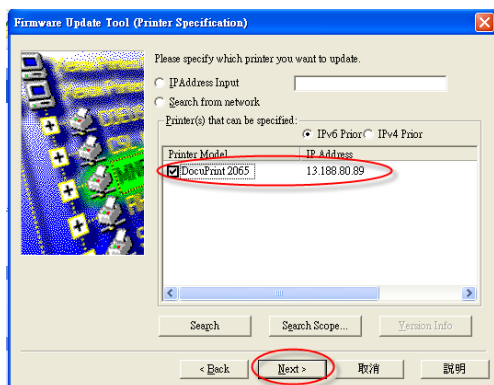 Firmware Update Tool (Printer Specification)
Please specify which printer you want to update.
IPAddress Input
Search from network
Printer(s) that can be specified:
IPv6 Prior IPv4 Prior
Printer Model IP Address
DocuPrint 2065 13.188.80.89
Search Search Scope... Version Info
< Back Next > 取消 説明